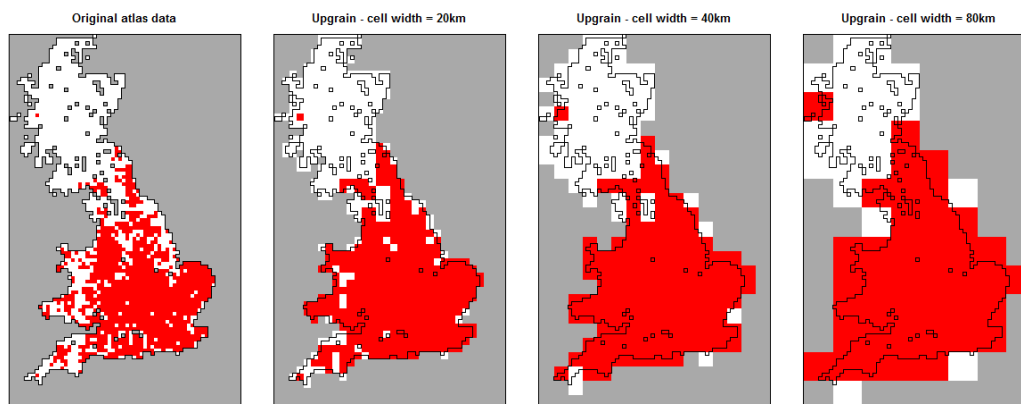 Original atlas data
Upgrain - cell width = 20km
Upgrain - cell width = 40km
Upgrain - cell width = 80km